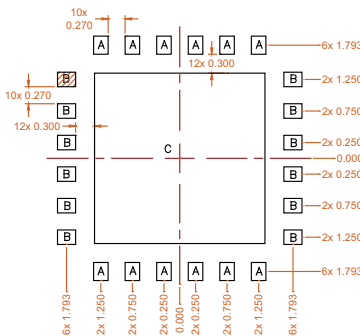 10x
0.270
A A A A A A
6x 1.793
12x 0.300
B
B
2x 1.250
10x 0.270
B
B
2x 0.750
12x 0.300
B
B
2x 0.250
C
0.000
B
B
2x 0.250
B
B
2x 0.750
B
B
2x 1.250
A A A A A A
6x 1.793
6x 1.793
2x 1.250
2x 0.750
2x 0.250
0.000
2x 0.250
2x 0.750
2x 1.250
6x 1.793